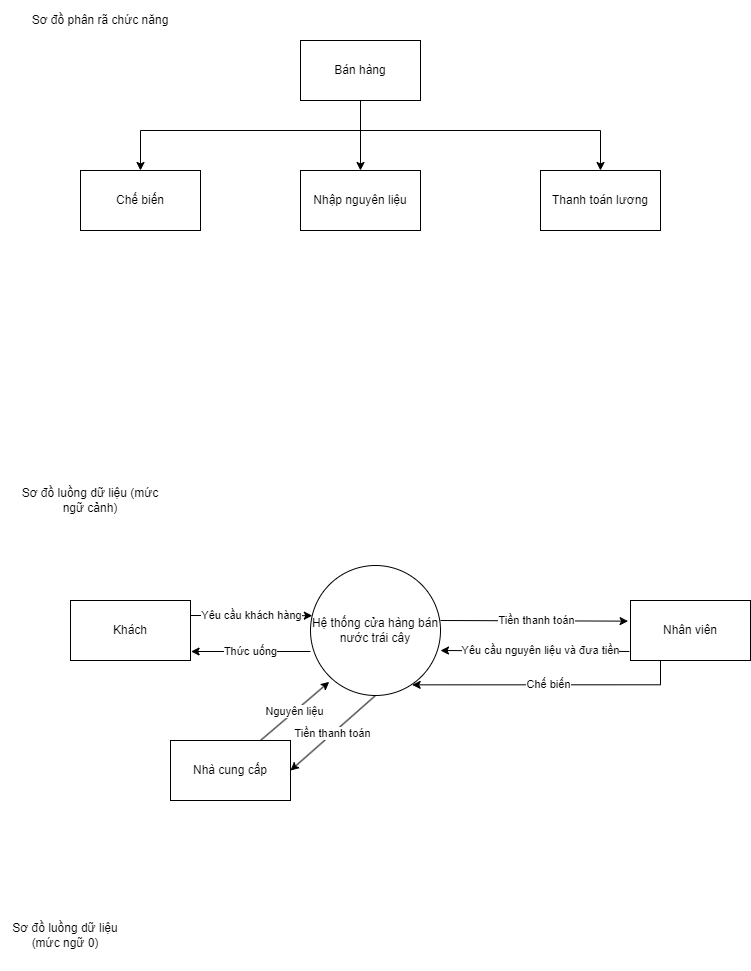 Sơ đồ phân rã chức năng
Bán hàng
Chế biến
Nhập nguyên liệu
Thanh toán lương
Sơ đồ luồng dữ liệu (mức
ngữ cảnh)
Khách
Yêu cầu khách hàng
Thức uống
Hệ thống cửa hàng bán
nước trái cây
Tiền thanh toán
Yêu cầu nguyên liệu và đưa tiền
Chế biến
Nhân viên
Nguyên liệu
Tiền thanh toán
Nhà cung cấp
Sơ đồ luồng dữ liệu
(mức ngữ 0)